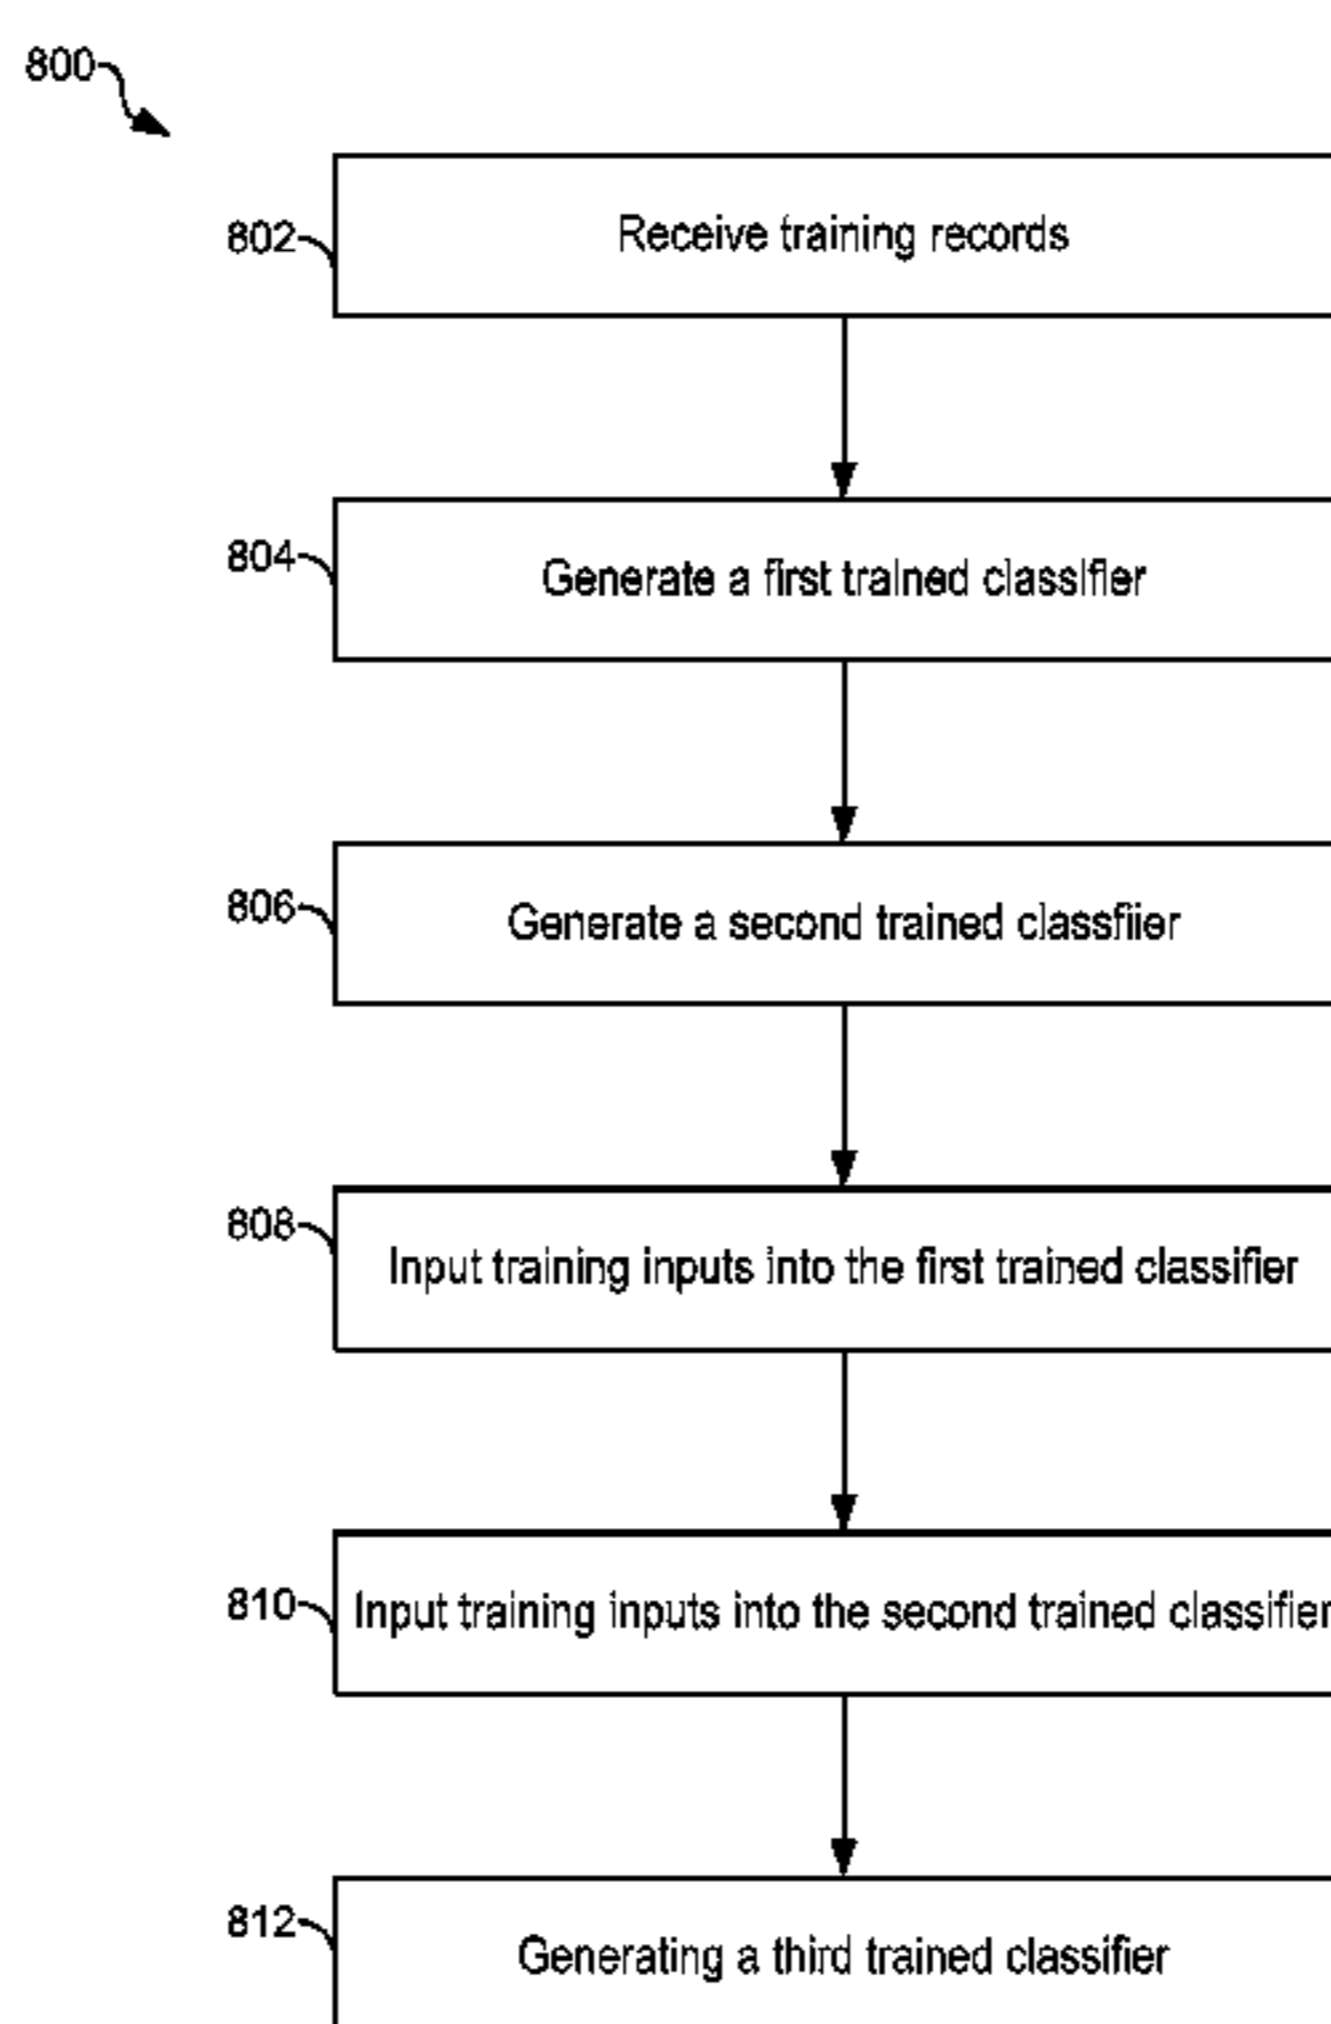 800
802
Receive training records
804
Generate a first trained classifier
806
Generate a second trained classfiier
808
Input training inputs into the first trained classifier
810
Input training inputs into the second trained classifier
812
Generating a third trained classifier